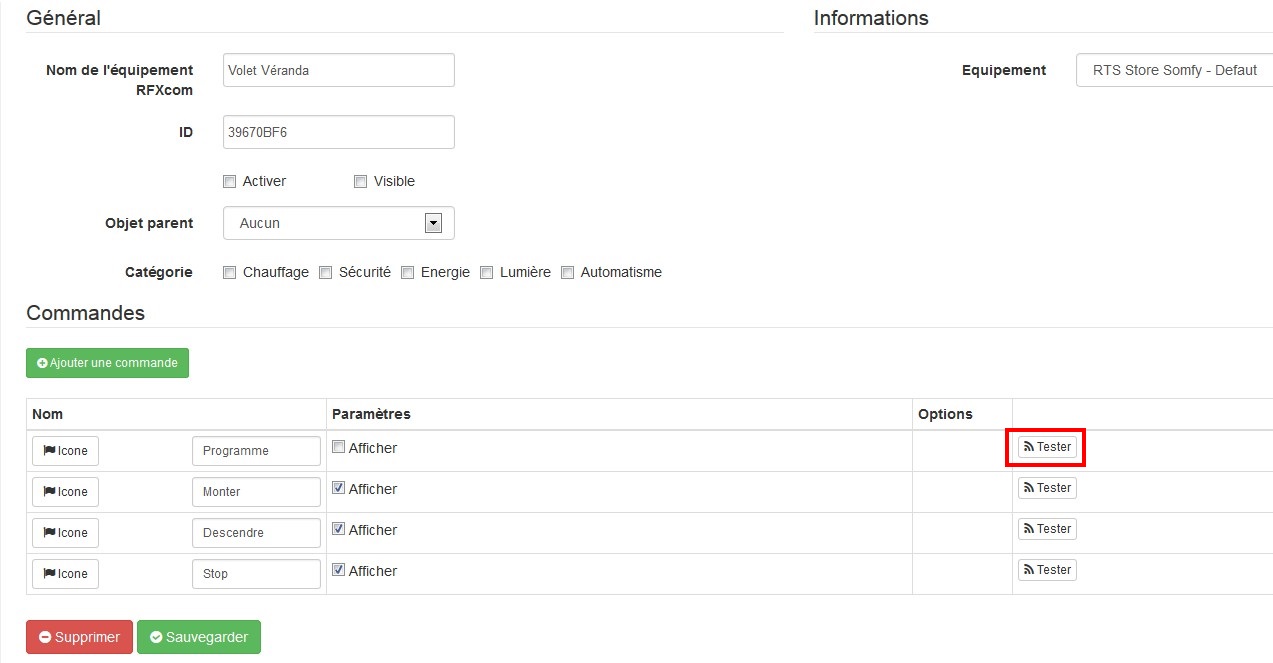 Général
Informations
Nom de l'équipement
RFXcom
Volet Véranda
Equipement
RTS Store Somfy - Defaut
ID
39670BF6
Activer
Visible
Objet parent
Aucun
Catégorie
Chauffage
Sécurité
Energie
Lumière
Automatisme
Commandes
Ajouter une commande
Nom
Paramètres
Options
Icone
Programme
Afficher
Tester
Icone
Monter
Afficher
Tester
Icone
Descendre
Afficher
Tester
Icone
Stop
Afficher
Tester
Supprimer
Sauvegarder